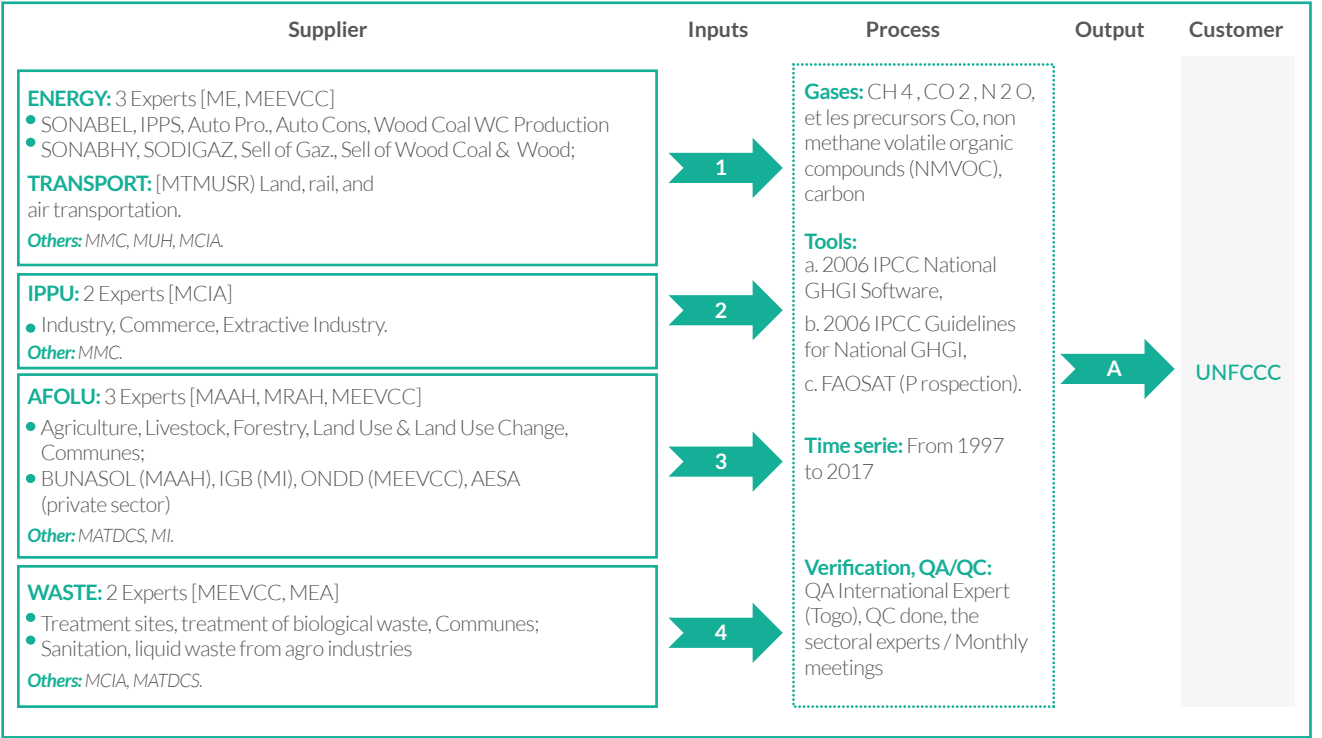 Supplier
Inputs
Process
Output
Customer
ENERGY: 3 Experts [ME, MEEVCC]
• SONABEL, IPPS, Auto Pro., Auto Cons, Wood Coal WC Production
• SONABHY, SODIGAZ, Sell of Gaz., Sell of Wood Coal & Wood;
TRANSPORT: [MTMUSR) Land, rail, and
air transportation.
Others: MMC, MUH, MCIA.
IPPU: 2 Experts [MCIA]
• Industry, Commerce, Extractive Industry.
Other: MMC.
AFOLU: 3 Experts [MAAH, MRAH, MEEVCC]
• Agriculture, Livestock, Forestry, Land Use & Land Use Change,
Communes;
• BUNASOL (MAAH), IGB (MI), ONDD (MEEVCC), AESA
(private sector)
Other: MATDCS, MI.
WASTE: 2 Experts [MEEVCC, MEA]
• Treatment sites, treatment of biological waste, Communes;
• Sanitation, liquid waste from agro industries
Others: MCIA, MATDCS.
1
2
3
4
Gases: CH 4 , CO 2 , N 2 O,
et les precursors Co, non
methane volatile organic
compounds (NMVOC),
carbon
Tools:
a. 2006 IPCC National
GHGI Software,
b. 2006 IPCC Guidelines
for National GHGI,
c. FAOSAT (P rospection).
Time serie: From 1997
to 2017
Verification, QA/QC:
QA International Expert
(Togo), QC done, the
sectoral experts / Monthly
meetings
A
UNFCCC